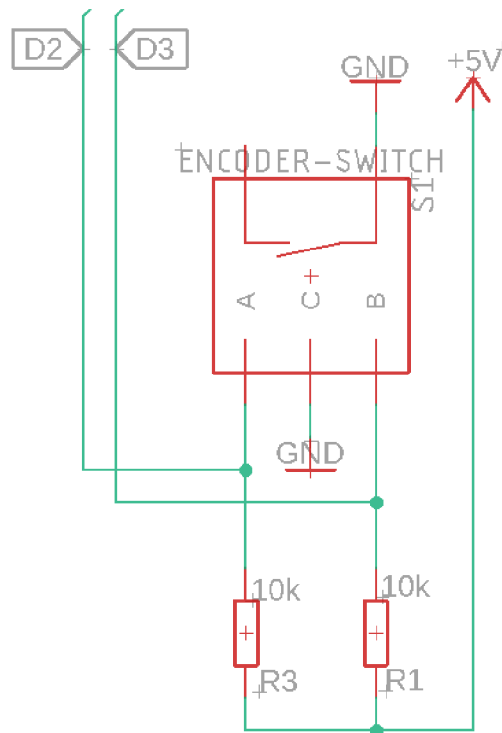 D2
D3
GND
+5V
ENCODER-SWITCH
S1
A
C
B
GND
10k
10k
R3
R1